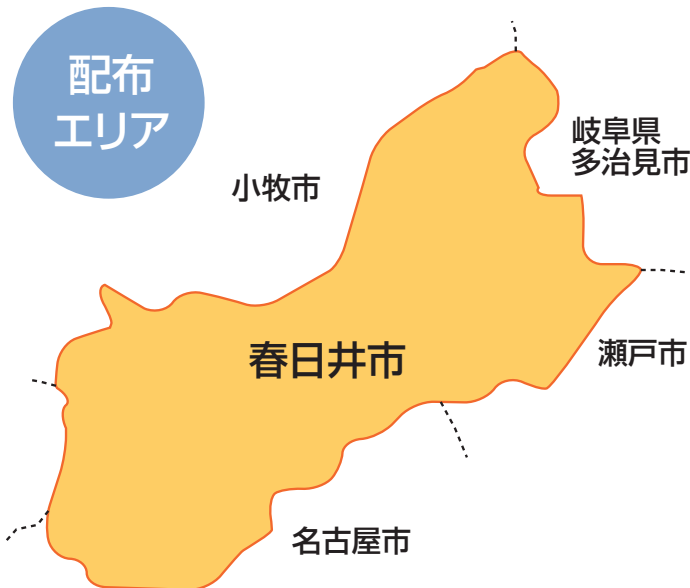 配布
エリア
岐阜県
多治見市
小牧市
春日井市
瀬戸市
名古屋市